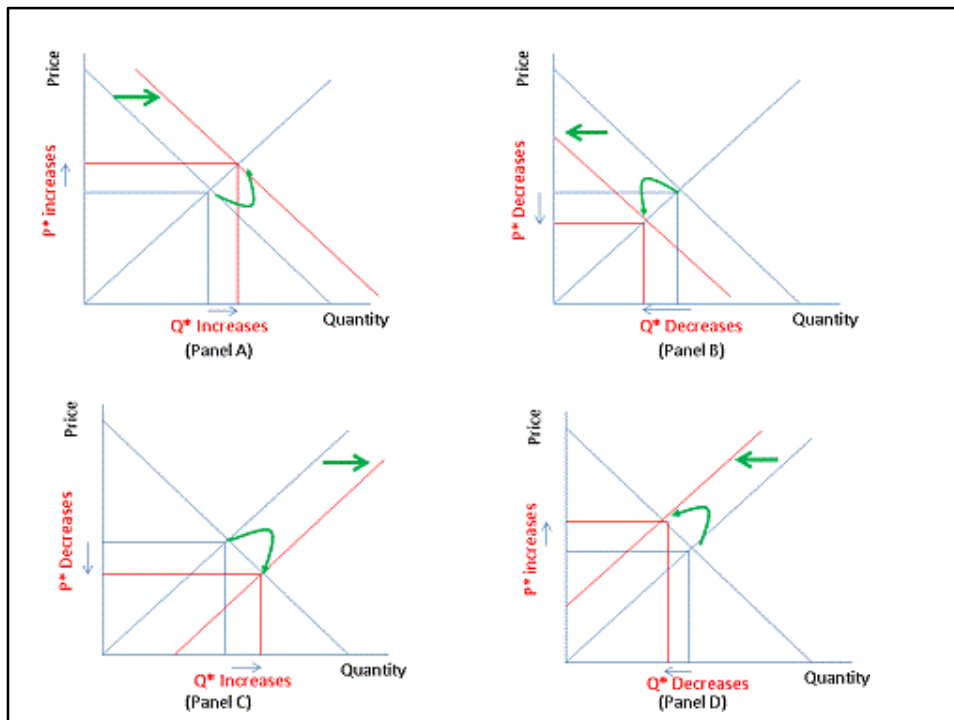 Price
P* increases
Q* Increases
Quantity
(Panel A)
Price
P* Decreases
Q* Decreases
Quantity
(Panel B)
Price
P* Decreases
Q* Increases
Quantity
(Panel C)
Price
P* increases
Q* Decreases
Quantity
(Panel D)